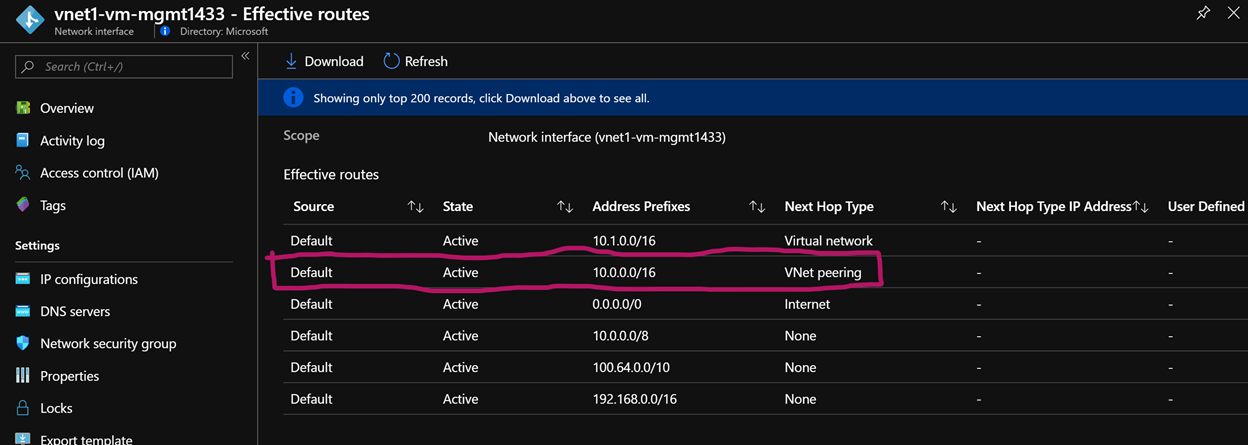 vnet1-vm-mgmt1433 - Effective routes
Network interface
Directory: Microsoft
Search (Ctrl+/)
Overview
Activity log
Access control (IAM)
Tags
Settings
IP configurations
DNS servers
Network security group
Properties
Locks
Export template
Download Refresh
Showing only top 200 records, click Download above to see all.
Scope Network interface (vnet1-vm-mgmt1433)
Effective routes
Source State Address Prefixes Next Hop Type Next Hop Type IP Address User Defined
Default Active 10.1.0.0/16 Virtual network - -
Default Active 10.0.0.0/16 VNet peering - -
Default Active 0.0.0.0/0 Internet - -
Default Active 10.0.0.0/8 None - -
Default Active 100.64.0.0/10 None - -
Default Active 192.168.0.0/16 None - -